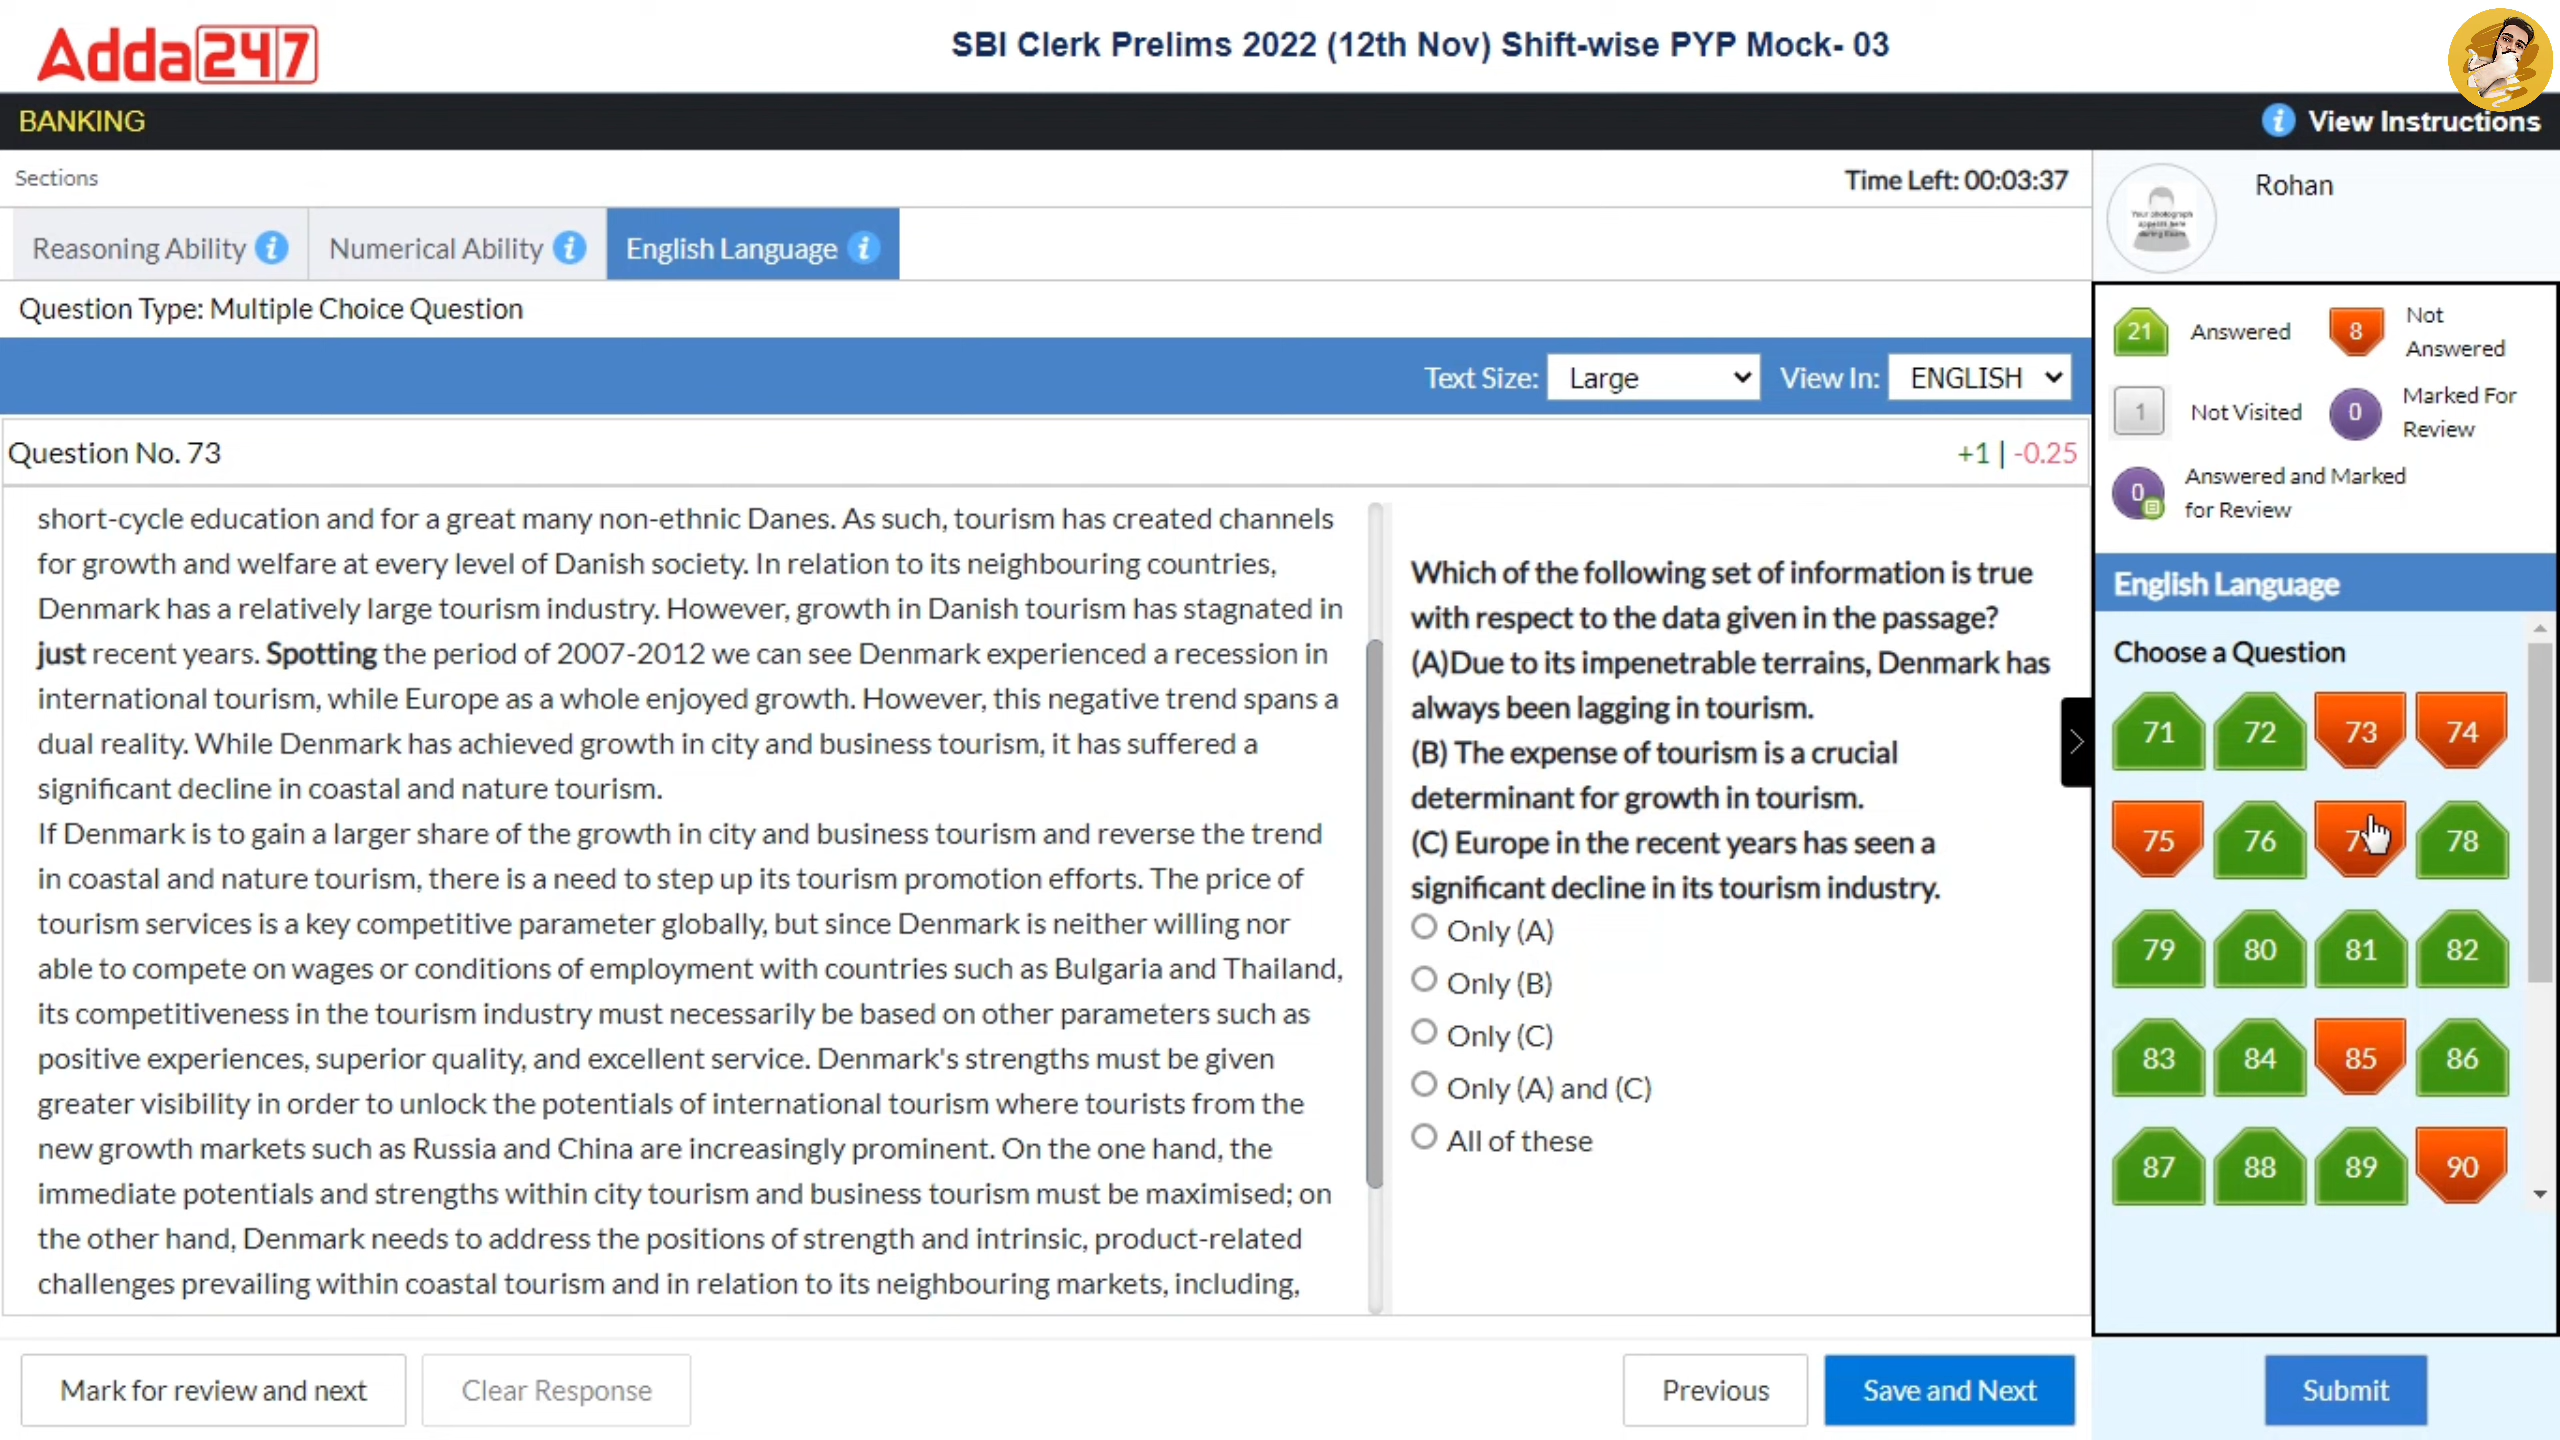 Adda247
SBI Clerk Prelims 2022 (12th Nov) Shift-wise PYP Mock- 03
BANKING
i View Instructions
Sections
Time Left: 00:03:37
Rohan
Reasoning Ability i
Numerical Ability i
English Language i
Question Type: Multiple Choice Question
21 Answered
8 Not Answered
1 Not Visited
0 Marked For Review
0 Answered and Marked for Review
Text Size: Large
View In: ENGLISH
Question No. 73
+1 | -0.25
short-cycle education and for a great many non-ethnic Danes. As such, tourism has created channels
for growth and welfare at every level of Danish society. In relation to its neighbouring countries,
Denmark has a relatively large tourism industry. However, growth in Danish tourism has stagnated in
just recent years. Spotting the period of 2007-2012 we can see Denmark experienced a recession in
international tourism, while Europe as a whole enjoyed growth. However, this negative trend spans a
dual reality. While Denmark has achieved growth in city and business tourism, it has suffered a
significant decline in coastal and nature tourism.
If Denmark is to gain a larger share of the growth in city and business tourism and reverse the trend
in coastal and nature tourism, there is a need to step up its tourism promotion efforts. The price of
tourism services is a key competitive parameter globally, but since Denmark is neither willing nor
able to compete on wages or conditions of employment with countries such as Bulgaria and Thailand,
its competitiveness in the tourism industry must necessarily be based on other parameters such as
positive experiences, superior quality, and excellent service. Denmark's strengths must be given
greater visibility in order to unlock the potentials of international tourism where tourists from the
new growth markets such as Russia and China are increasingly prominent. On the one hand, the
immediate potentials and strengths within city tourism and business tourism must be maximised; on
the other hand, Denmark needs to address the positions of strength and intrinsic, product-related
challenges prevailing within coastal tourism and in relation to its neighbouring markets, including,
Which of the following set of information is true
with respect to the data given in the passage?
(A)Due to its impenetrable terrains, Denmark has
always been lagging in tourism.
(B) The expense of tourism is a crucial
determinant for growth in tourism.
(C) Europe in the recent years has seen a
significant decline in its tourism industry.
Only (A)
Only (B)
Only (C)
Only (A) and (C)
All of these
English Language
Choose a Question
71 72 73 74
75 76 78
79 80 81 82
83 84 85 86
87 88 89 90
Mark for review and next
Clear Response
Previous
Save and Next
Submit